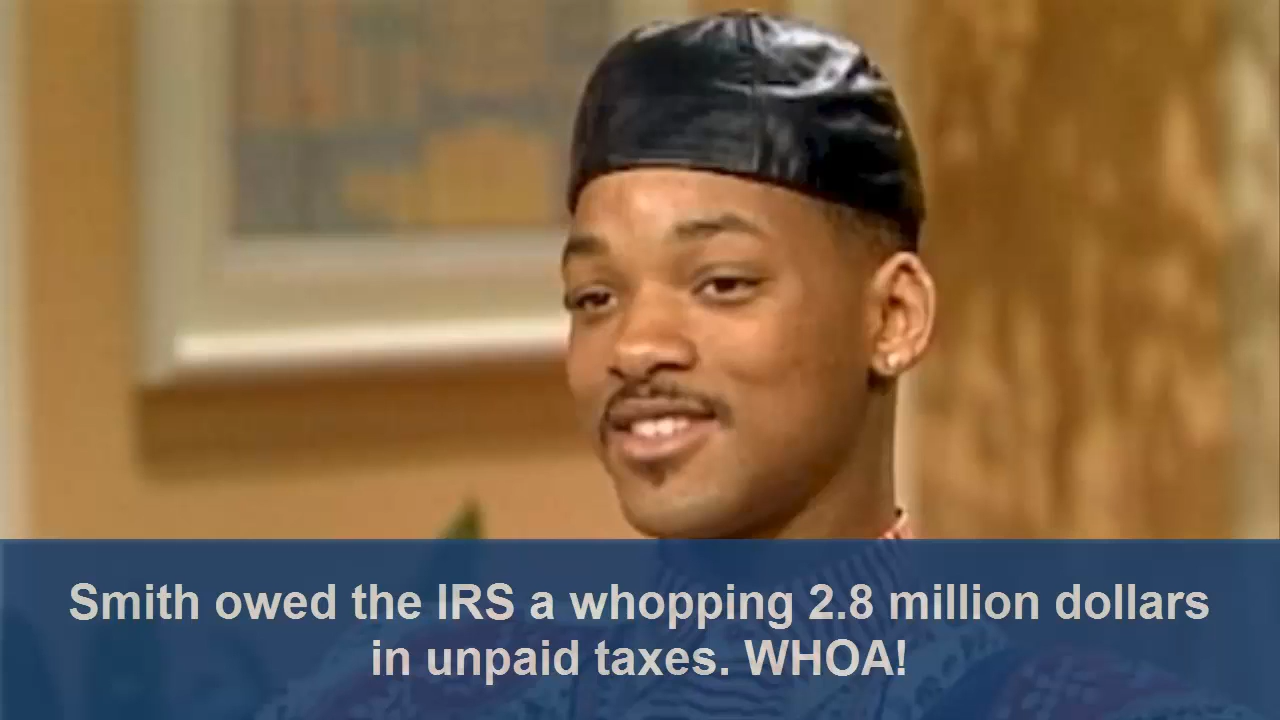 Smith owed the IRS a whopping 2.8 million dollars
in unpaid taxes. WHOA!